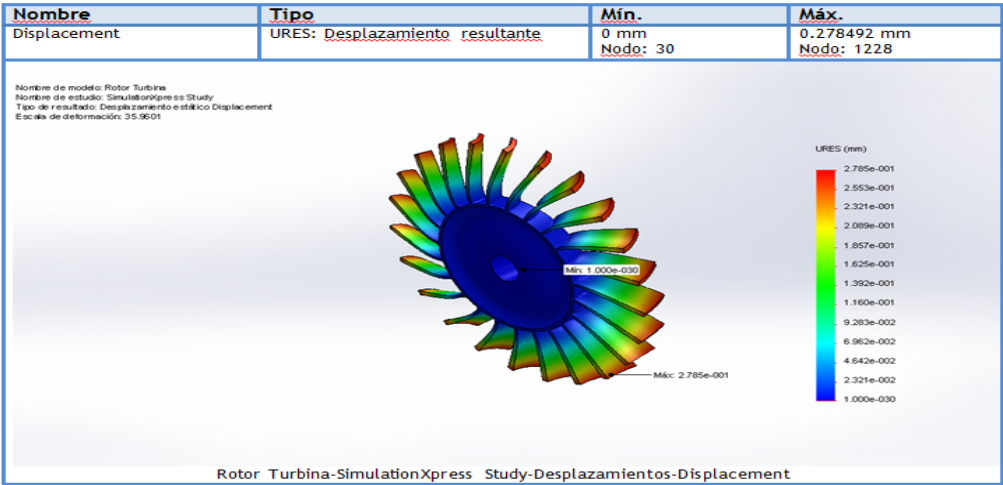 Nombre Tipo Mín. Máx.
Displacement URES: Desplazamiento resultante 0 mm 0.278492 mm
Nodo: 30 Nodo: 1228
Nombre de modelo: Rotor Turbina
Nombre de estudio: SimulationXpress Study
Tipo de resultado: Desplazamiento estático Displacement
Escala de deformación: 35.9601
URES (mm)
2.785e-001
2.553e-001
2.321e-001
2.089e-001
1.857e-001
1.625e-001
1.392e-001
1.160e-001
9.283e-002
6.962e-002
4.642e-002
2.321e-002
1.000e-030
Mín: 1.000e-030
Máx: 2.785e-001
Rotor Turbina-SimulationXpress Study-Desplazamientos-Displacement